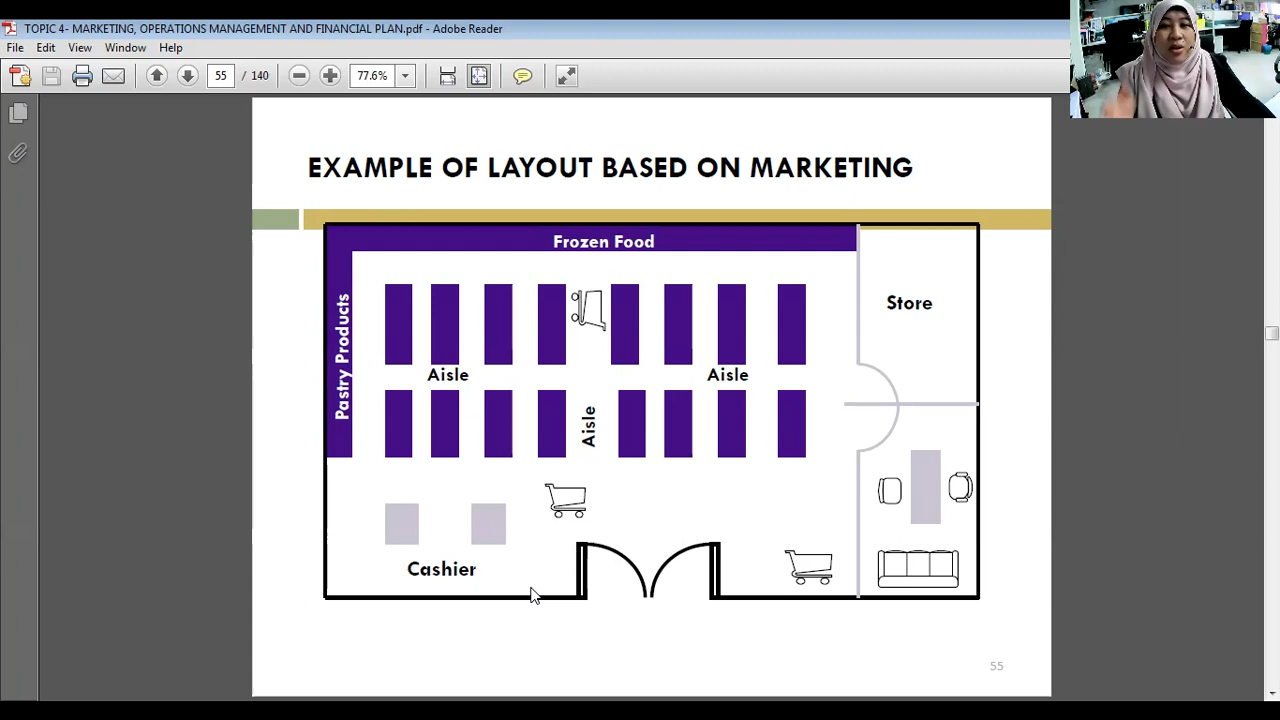 TOPIC 4- MARKETING, OPERATIONS MANAGEMENT AND FINANCIAL PLAN.pdf - Adobe Reader
File Edit View Window Help
55 / 140 77.6%
EXAMPLE OF LAYOUT BASED ON MARKETING
Frozen Food
Pastry Products
Store
Aisle
Aisle
Aisle
Cashier
55